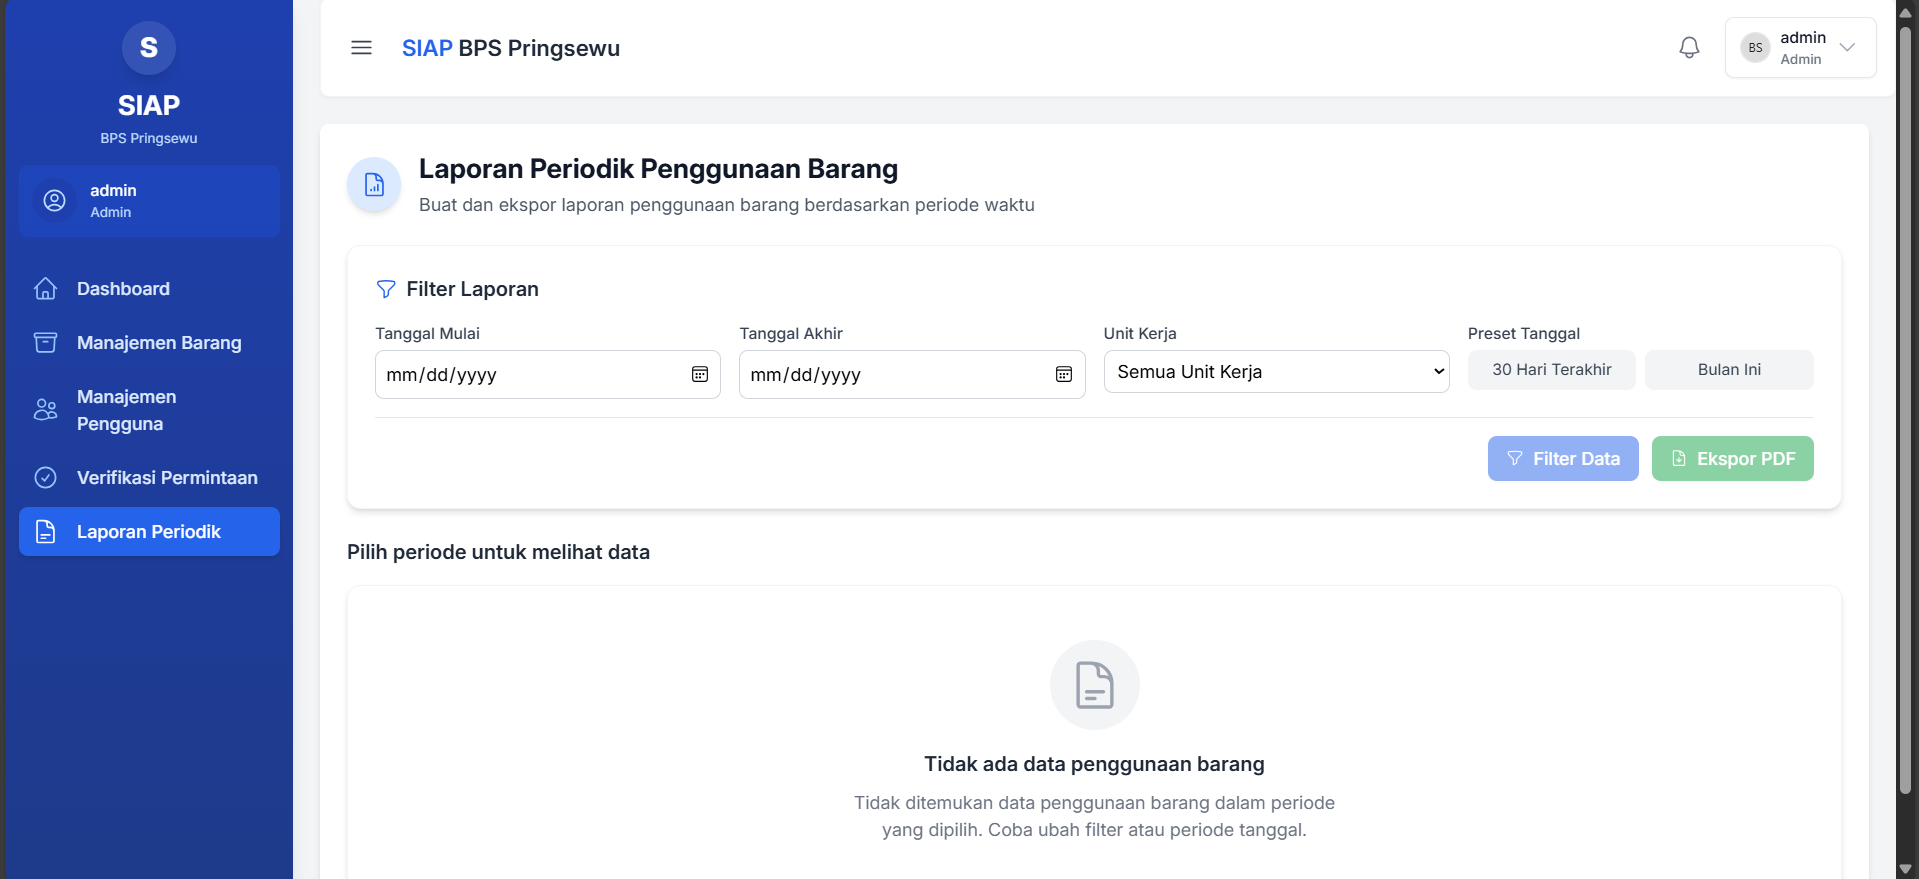 S
SIAP
BPS Pringsewu
admin
Admin
Dashboard
Manajemen Barang
Manajemen
Pengguna
Verifikasi Permintaan
Laporan Periodik
SIAP BPS Pringsewu
BS
admin
Admin
Laporan Periodik Penggunaan Barang
Buat dan ekspor laporan penggunaan barang berdasarkan periode waktu
Filter Laporan
Tanggal Mulai
mm/dd/yyyy
Tanggal Akhir
mm/dd/yyyy
Unit Kerja
Semua Unit Kerja
Preset Tanggal
30 Hari Terakhir
Bulan Ini
Filter Data
Ekspor PDF
Pilih periode untuk melihat data
Tidak ada data penggunaan barang
Tidak ditemukan data penggunaan barang dalam periode
yang dipilih. Coba ubah filter atau periode tanggal.